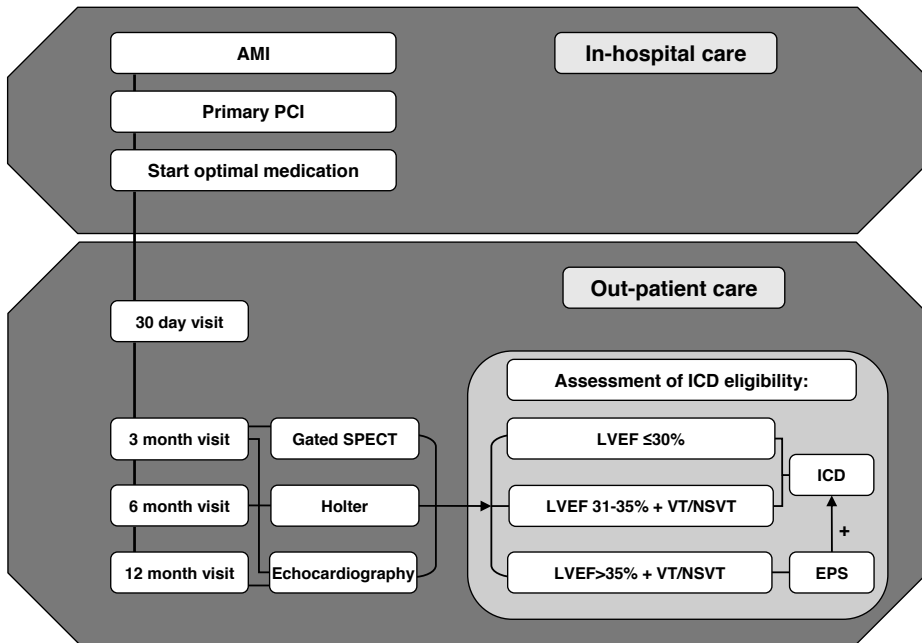 AMI
In-hospital care
Primary PCI
Start optimal medication
Out-patient care
30 day visit
Assessment of ICD eligibility:
3 month visit
Gated SPECT
LVEF ≤30%
ICD
6 month visit
Holter
LVEF 31-35% + VT/NSVT
+
12 month visit
Echocardiography
LVEF>35% + VT/NSVT
EPS